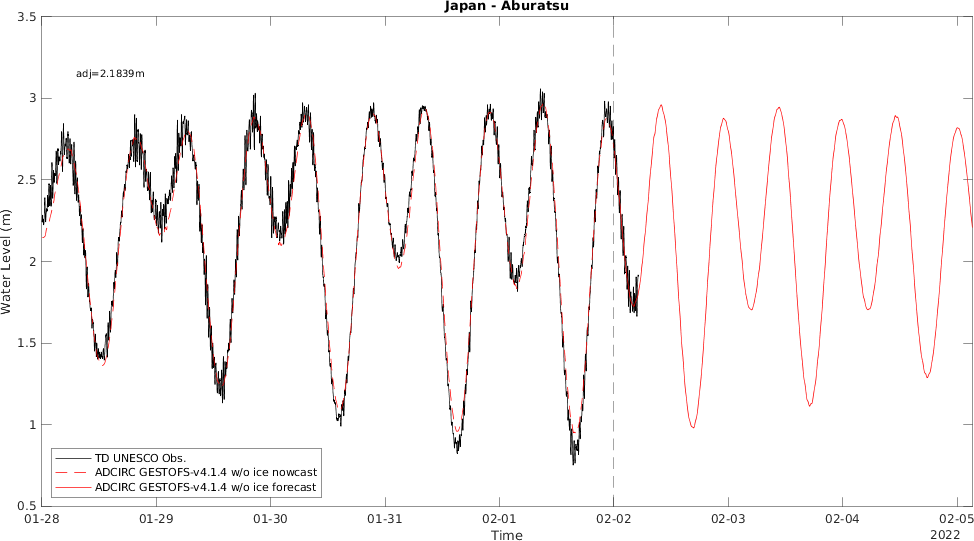 Japan - Aburatsu
3.5
adj=2.1839m
3
2.5
2
Water Level (m)
1.5
1
TD UNESCO Obs.
ADCIRC GESTOFS-v4.1.4 w/o ice nowcast
ADCIRC GESTOFS-v4.1.4 w/o ice forecast
0.5
01-28 01-29 01-30 01-31 02-01 02-02 02-03 02-04 02-05
Time 2022